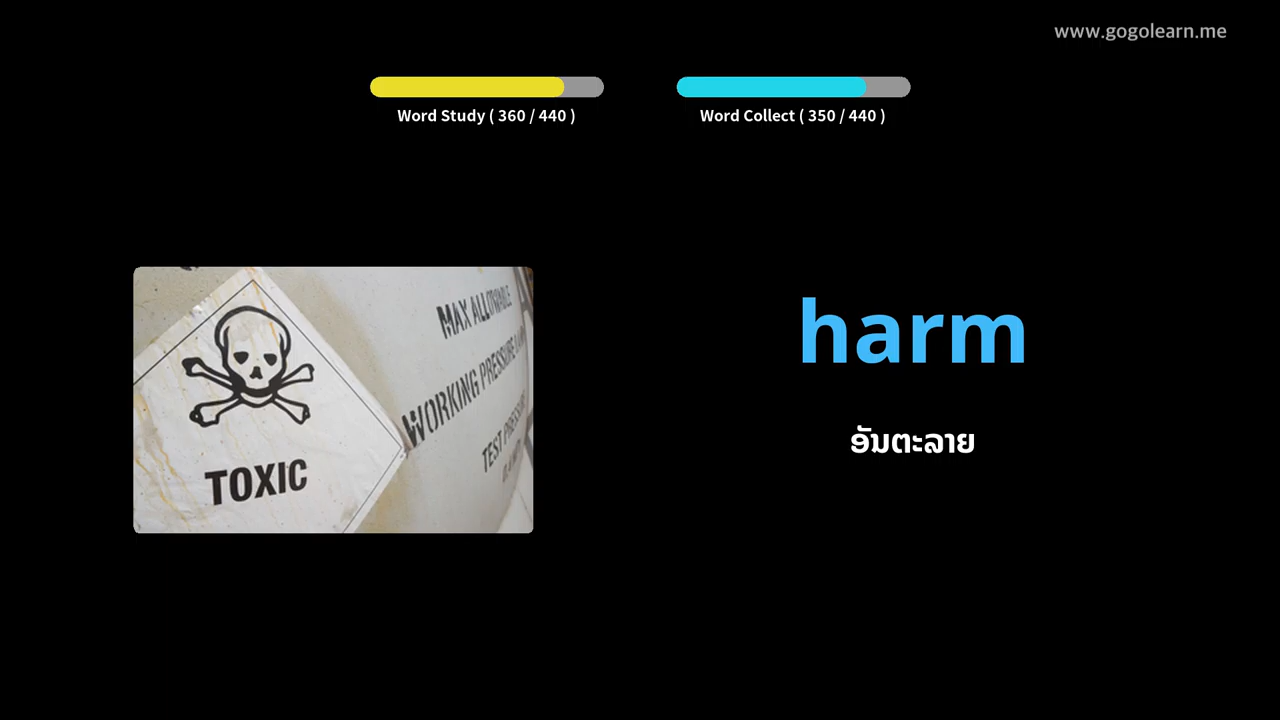 www.gogolearn.me
Word Study ( 360 / 440 )
Word Collect ( 350 / 440 )
harm
ອັນຕະລາຍ
MAX ALLOWABLE
WORKING PRESSURE
TEST PRESSURE
TOXIC